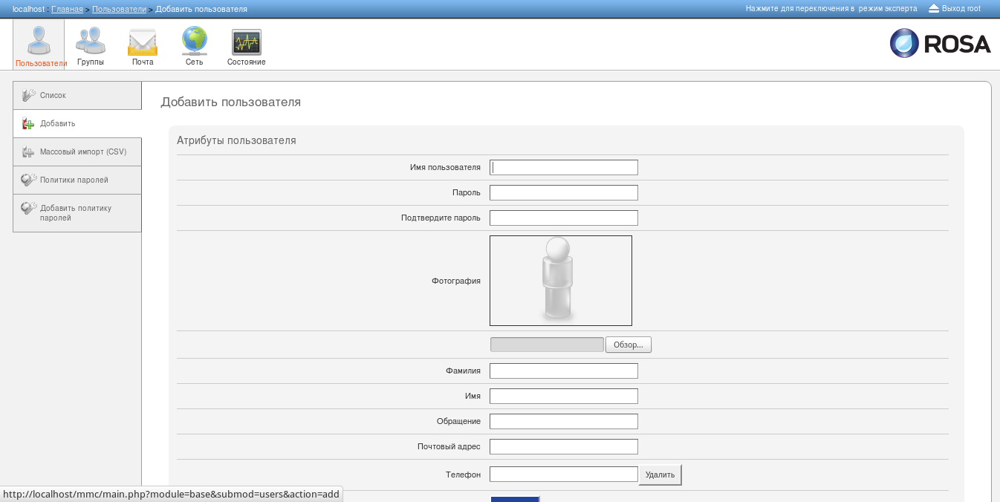 localhost : Главная > Пользователи > Добавить пользователя
Нажмите для переключения в режим эксперта
Выход root
Пользователи
Группы
Почта
Сеть
Состояние
ROSA
Список
Добавить
Массовый импорт (CSV)
Политики паролей
Добавить политику
паролей
Добавить пользователя
Атрибуты пользователя
Имя пользователя
Пароль
Подтвердите пароль
Фотография
Обзор...
Фамилия
Имя
Обращение
Почтовый адрес
Телефон
Удалить
http://localhost/mmc/main.php?module=base&submod=users&action=add